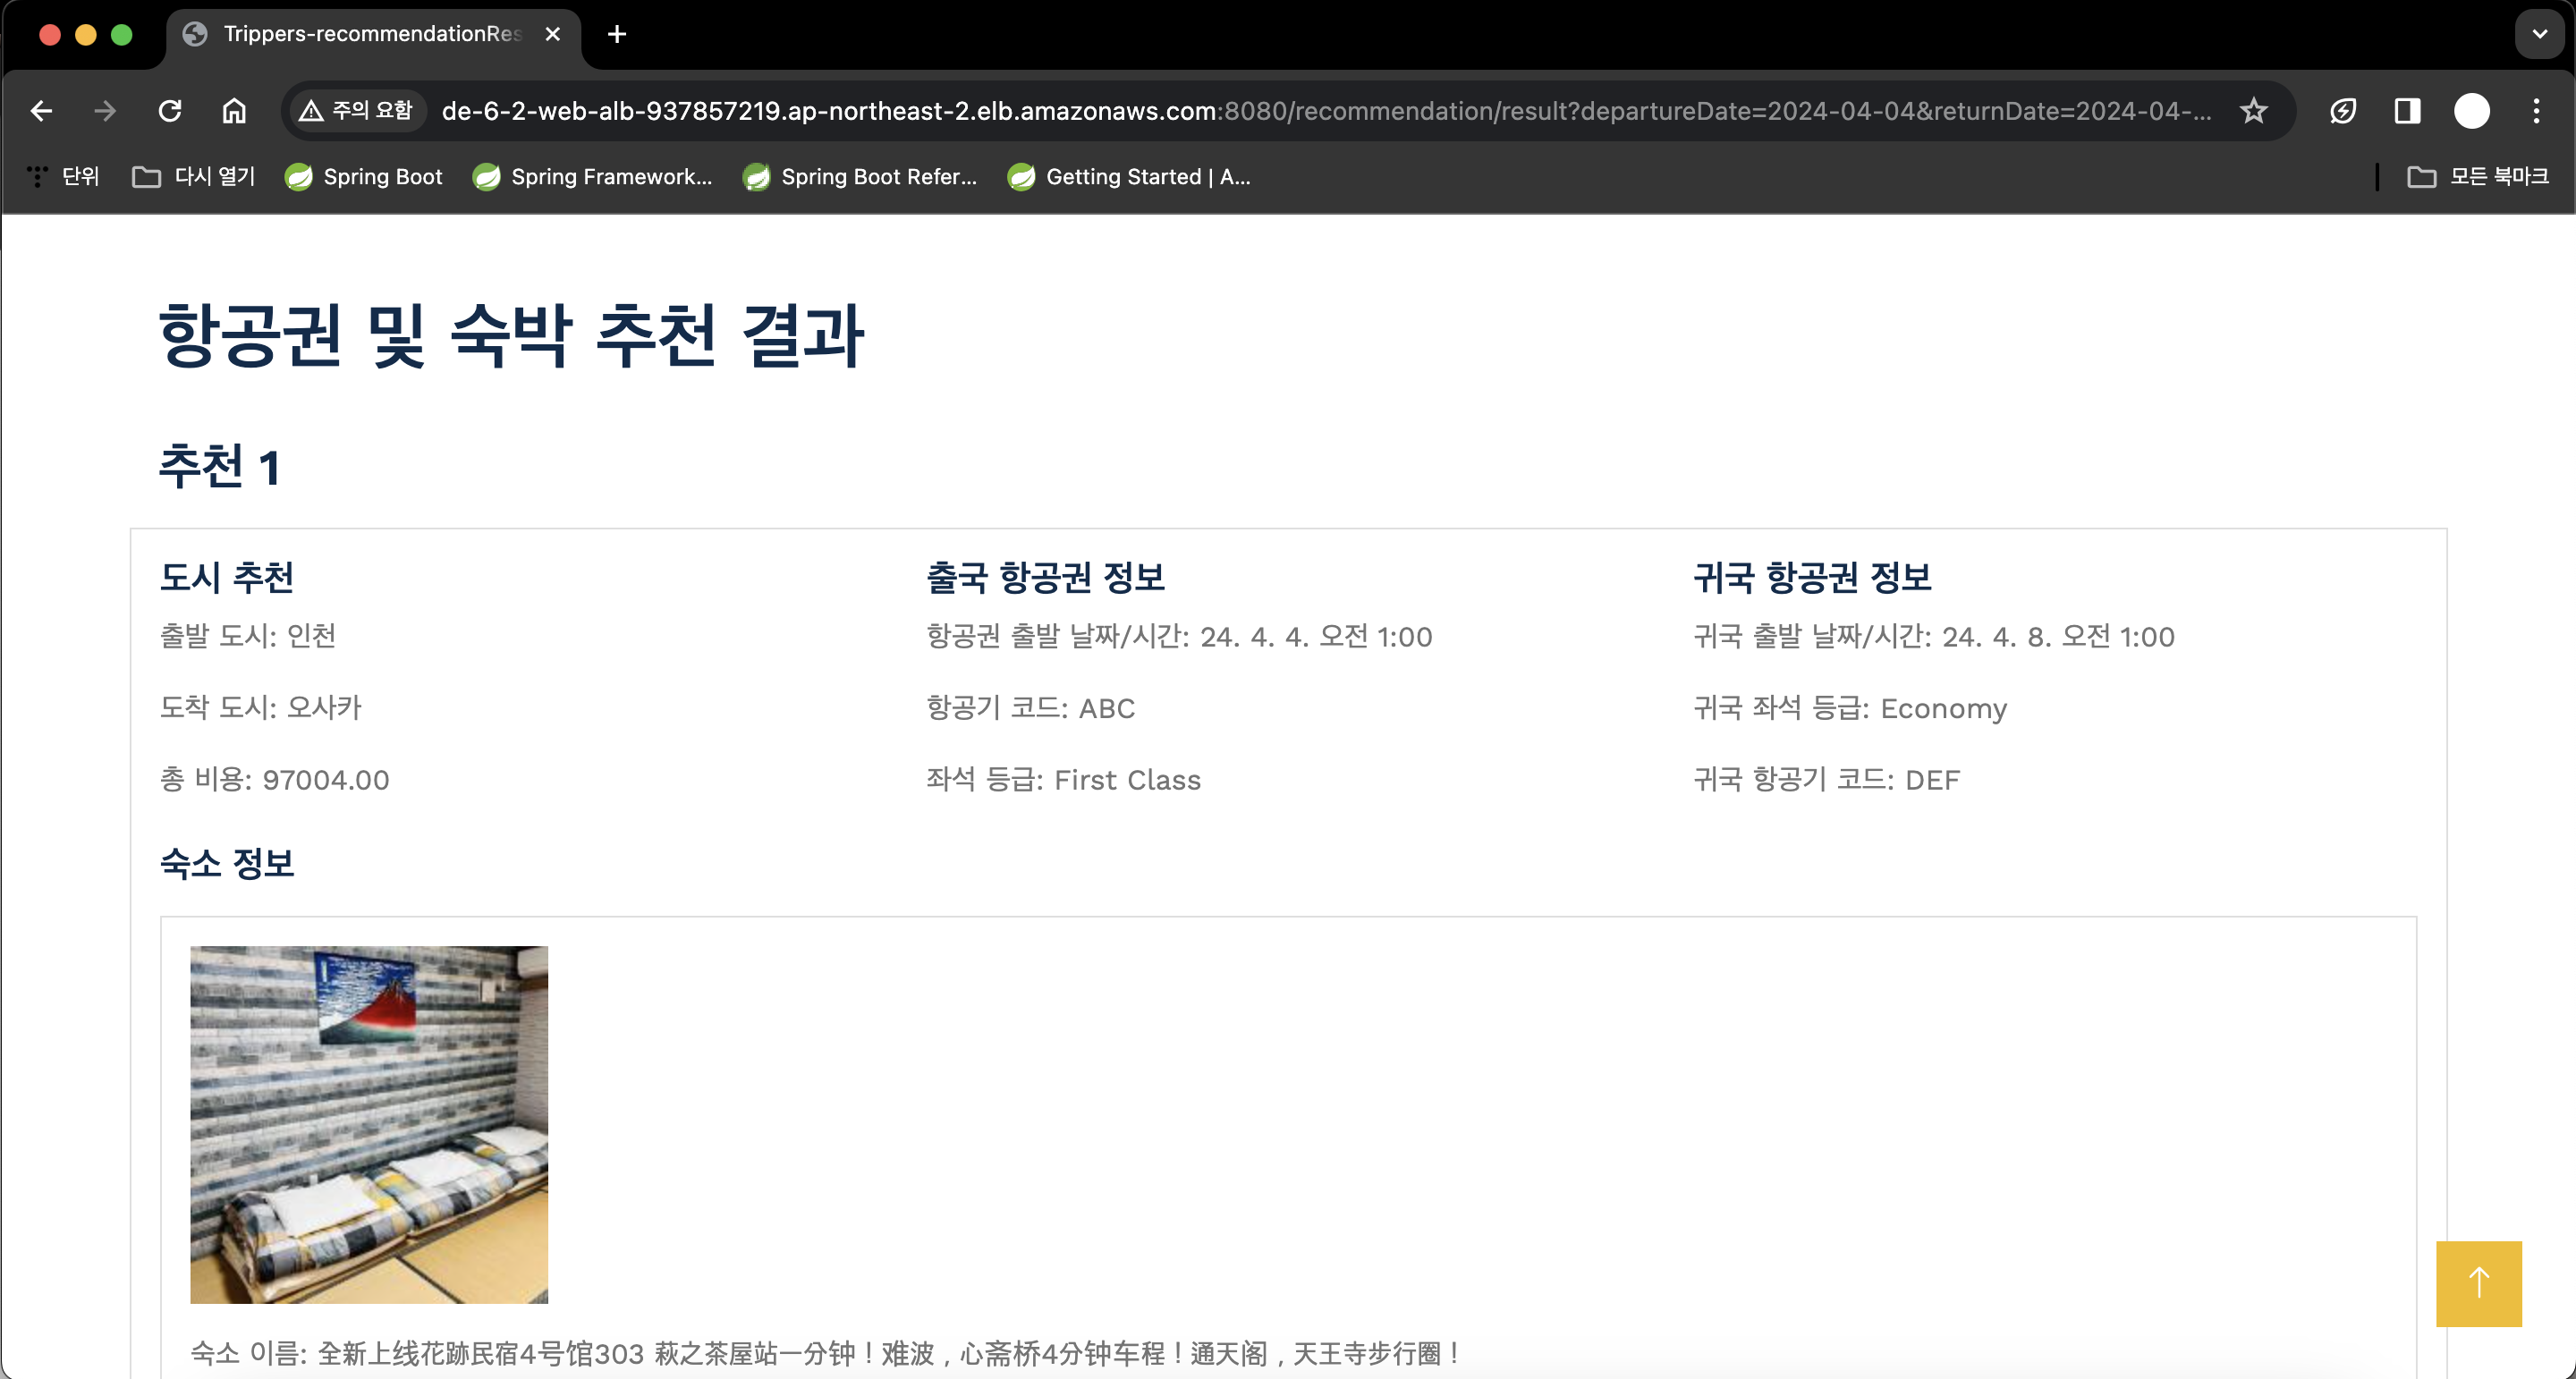 Trippers-recommendationRes
주의 요함
de-6-2-web-alb-937857219.ap-northeast-2.elb.amazonaws.com:8080/recommendation/result?departureDate=2024-04-04&returnDate=2024-04-...
단위
다시 열기
Spring Boot
Spring Framework...
Spring Boot Refer...
Getting Started | A...
모든 북마크
항공권 및 숙박 추천 결과
추천 1
도시 추천
출발 도시: 인천
도착 도시: 오사카
총 비용: 97004.00
출국 항공권 정보
항공권 출발 날짜/시간: 24. 4. 4. 오전 1:00
항공기 코드: ABC
좌석 등급: First Class
귀국 항공권 정보
귀국 출발 날짜/시간: 24. 4. 8. 오전 1:00
귀국 좌석 등급: Economy
귀국 항공기 코드: DEF
숙소 정보
숙소 이름: 全新上线花跡民宿4号馆303 萩之茶屋站一分钟！难波，心斋桥4分钟车程！通天阁，天王寺步行圈！